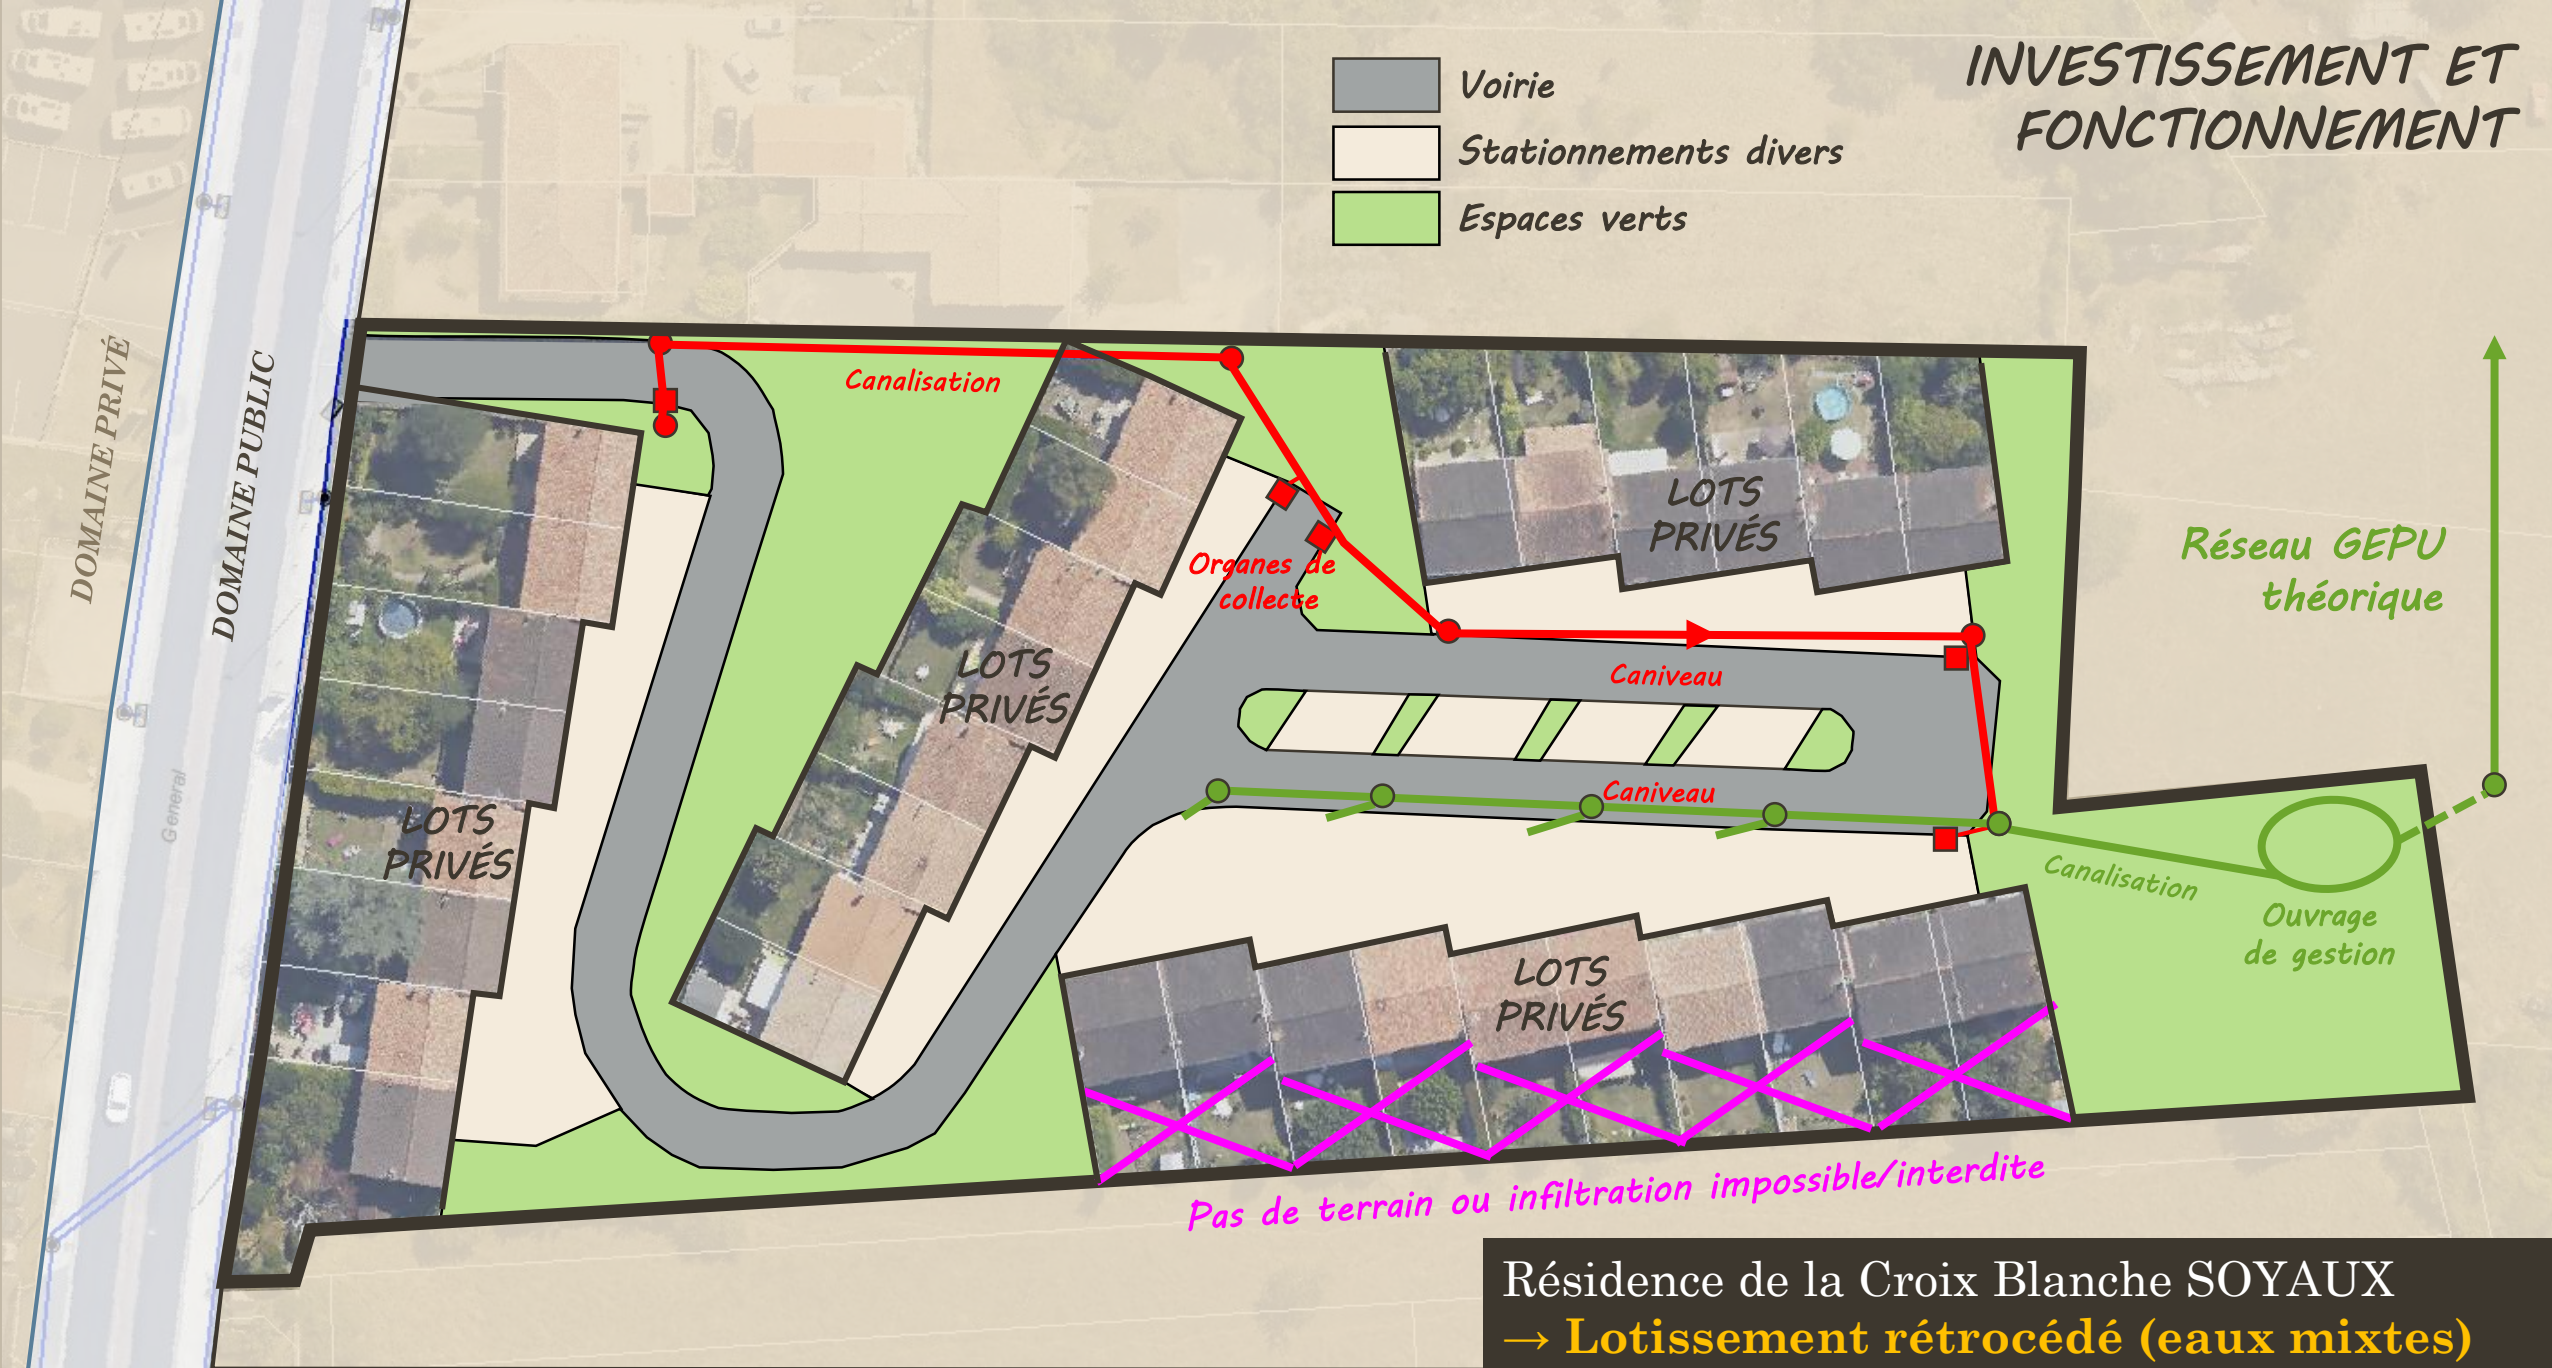 INVESTISSEMENT ET
FONCTIONNEMENT
Voirie
Stationnements divers
Espaces verts
DOMAINE PRIVÉ
DOMAINE PUBLIC
General
Canalisation
Organes de
collecte
LOTS
PRIVÉS
LOTS
PRIVÉS
LOTS
PRIVÉS
LOTS
PRIVÉS
Caniveau
Caniveau
Réseau GEPU
théorique
Canalisation
Ouvrage
de gestion
Pas de terrain ou infiltration impossible/interdite
Résidence de la Croix Blanche SOYAUX
→ Lotissement rétrocédé (eaux mixtes)